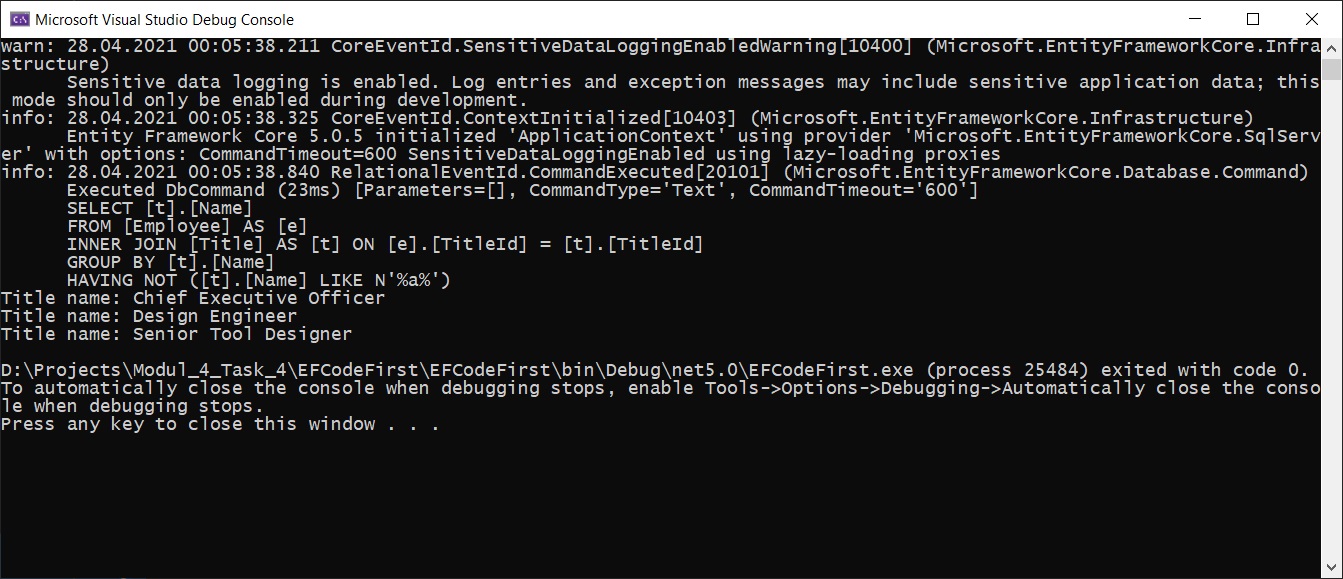 Microsoft Visual Studio Debug Console
warn: 28.04.2021 00:05:38.211 CoreEventId.SensitiveDataLoggingEnabledWarning[10400] (Microsoft.EntityFrameworkCore.Infra
structure)
      Sensitive data logging is enabled. Log entries and exception messages may include sensitive application data; this
 mode should only be enabled during development.
info: 28.04.2021 00:05:38.325 CoreEventId.ContextInitialized[10403] (Microsoft.EntityFrameworkCore.Infrastructure)
      Entity Framework Core 5.0.5 initialized 'ApplicationContext' using provider 'Microsoft.EntityFrameworkCore.SqlServ
er' with options: CommandTimeout=600 SensitiveDataLoggingEnabled using lazy-loading proxies
info: 28.04.2021 00:05:38.840 RelationalEventId.CommandExecuted[20101] (Microsoft.EntityFrameworkCore.Database.Command)
      Executed DbCommand (23ms) [Parameters=[], CommandType='Text', CommandTimeout='600']
      SELECT [t].[Name]
      FROM [Employee] AS [e]
      INNER JOIN [Title] AS [t] ON [e].[TitleId] = [t].[TitleId]
      GROUP BY [t].[Name]
      HAVING NOT ([t].[Name] LIKE N'%a%')
Title name: Chief Executive Officer
Title name: Design Engineer
Title name: Senior Tool Designer

D:\Projects\Modul_4_Task_4\EFCodeFirst\EFCodeFirst\bin\Debug\net5.0\EFCodeFirst.exe (process 25484) exited with code 0.
To automatically close the console when debugging stops, enable Tools->Options->Debugging->Automatically close the conso
le when debugging stops.
Press any key to close this window . . .